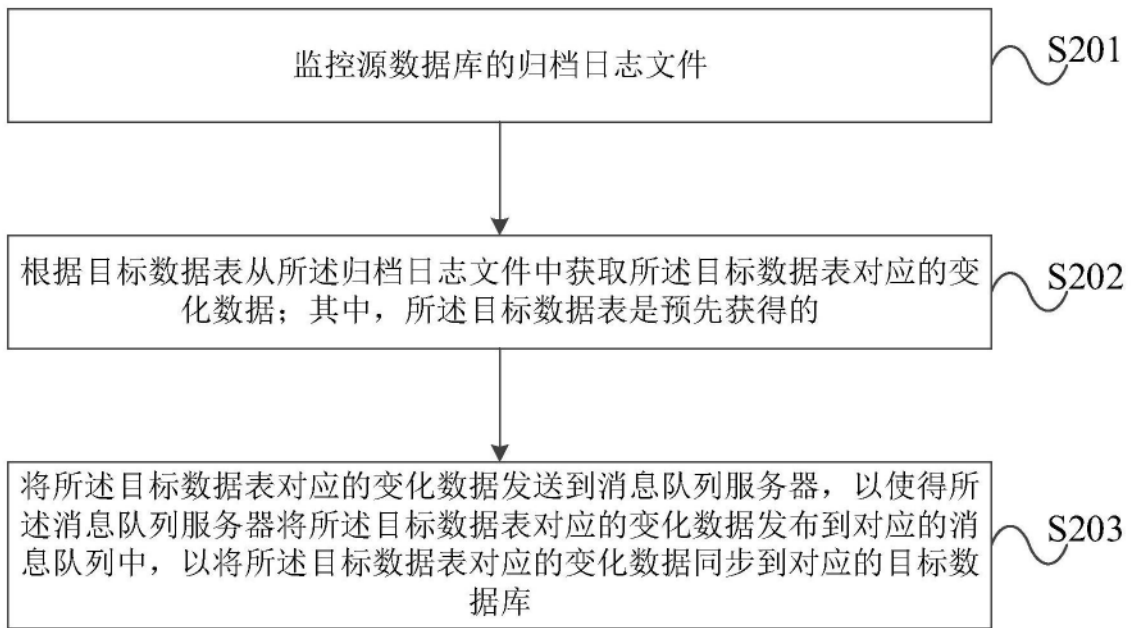 监控源数据库的归档日志文件
S201
根据目标数据表从所述归档日志文件中获取所述目标数据表对应的变
化数据；其中，所述目标数据表是预先获得的
S202
将所述目标数据表对应的变化数据发送到消息队列服务器，以使得所
述消息队列服务器将所述目标数据表对应的变化数据发布到对应的消
息队列中，以将所述目标数据表对应的变化数据同步到对应的目标数
据库
S203